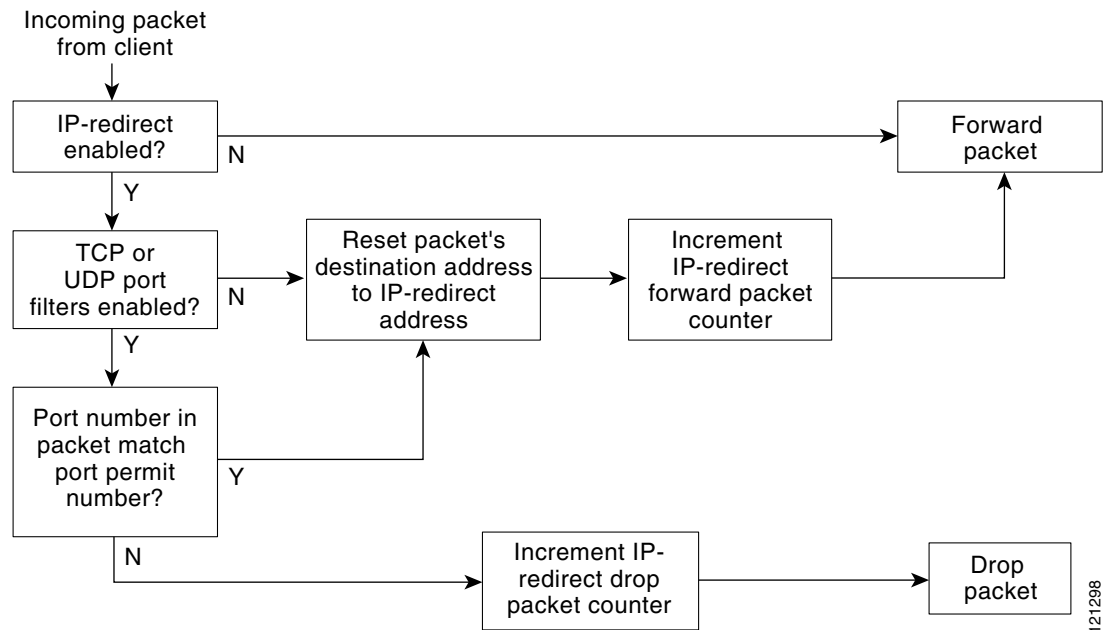 Incoming packet
from client
IP-redirect
enabled?
N
Forward
packet
Y
TCP or
UDP port
filters enabled?
N
Reset packet's
destination address
to IP-redirect
address
Increment
IP-redirect
forward packet
counter
Y
Port number in
packet match
port permit
number?
Y
N
Increment IP-
redirect drop
packet counter
Drop
packet
121298